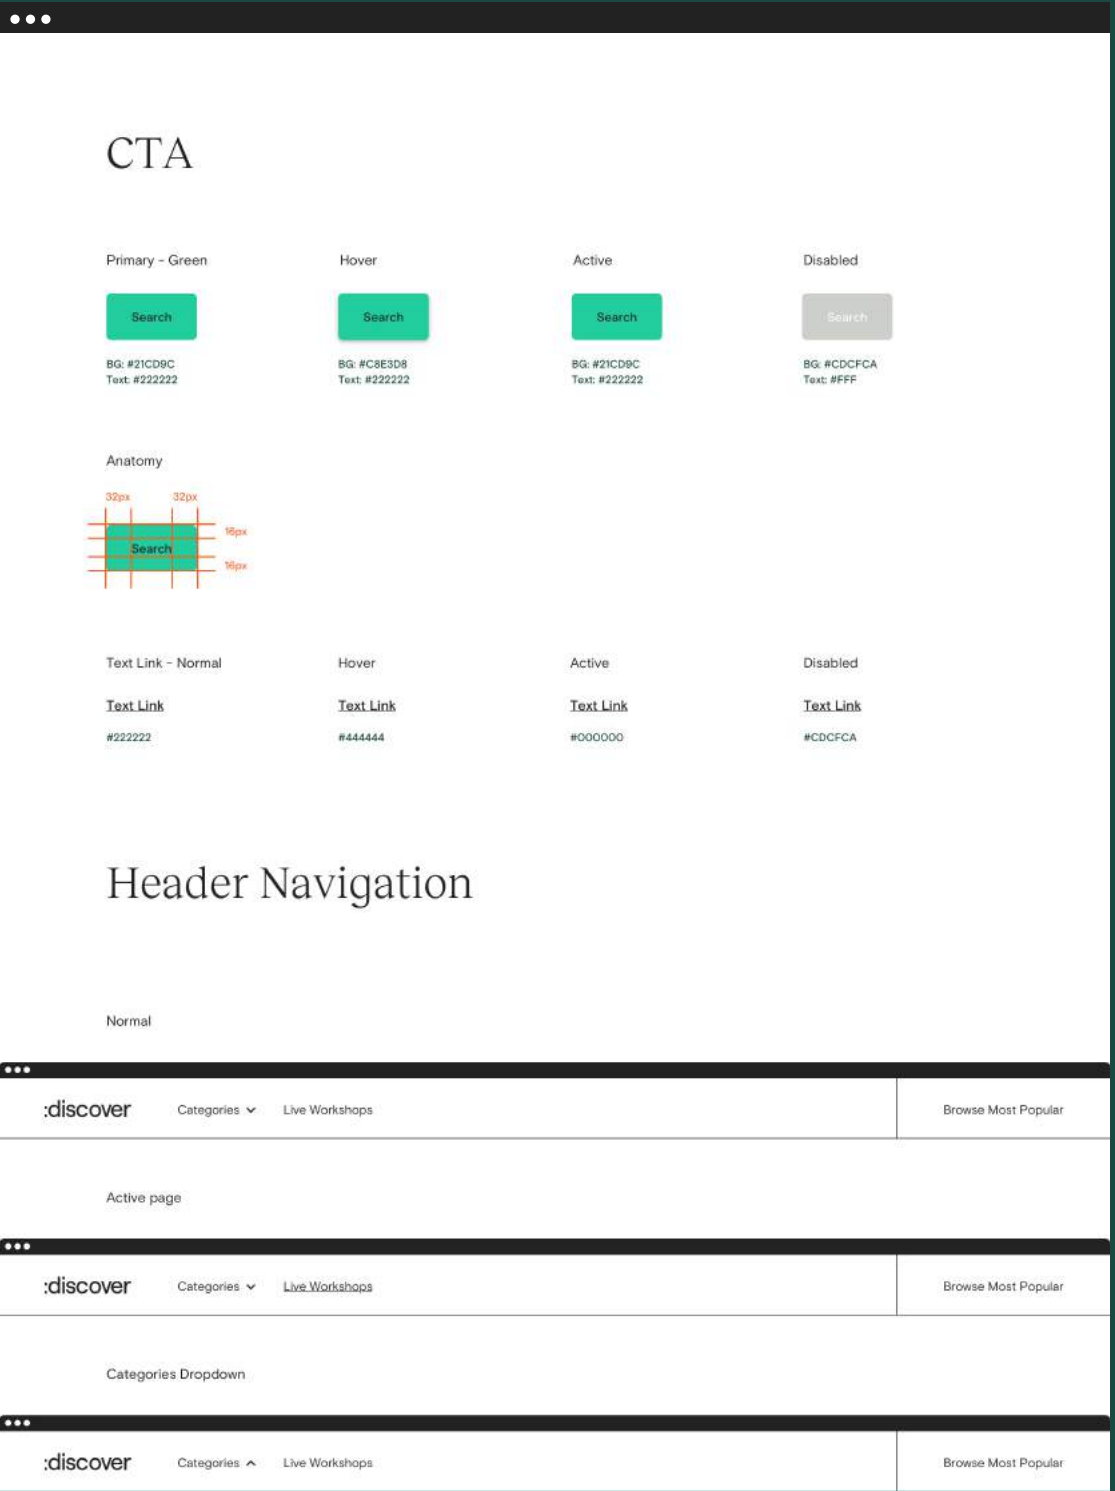 CTA
Primary - Green
Hover
Active
Disabled
Search
Search
Search
Search
BG: #21CD9C
Text: #222222
BG: #C8E3D8
Text: #222222
BG: #21CD9C
Text: #222222
BG: #CDCFCA
Text: #FFF
Anatomy
32px 32px
16px
Search
16px
Text Link - Normal
Hover
Active
Disabled
Text Link
Text Link
Text Link
Text Link
#222222
#444444
#000000
#CDCFCA
Header Navigation
Normal
:discover Categories Live Workshops Browse Most Popular
Active page
:discover Categories Live Workshops Browse Most Popular
Categories Dropdown
:discover Categories Live Workshops Browse Most Popular